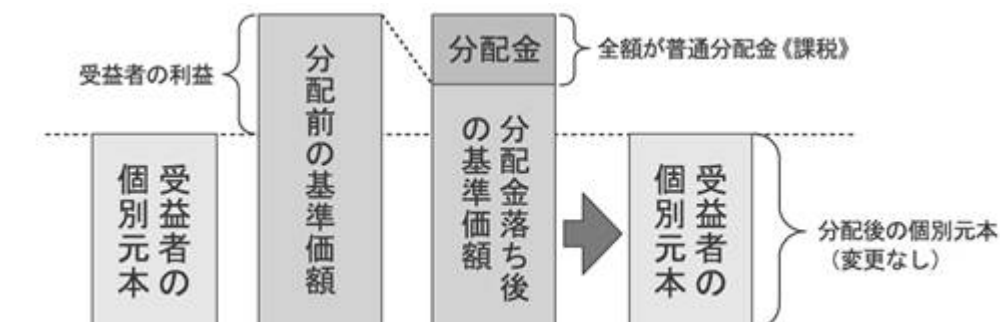 受益者の利益
受益者の
個別元本
分配前の基準価額
分配金
全額が普通分配金《課税》
分配金落ち後
の基準価額
受益者の
個別元本
分配後の個別元本
（変更なし）